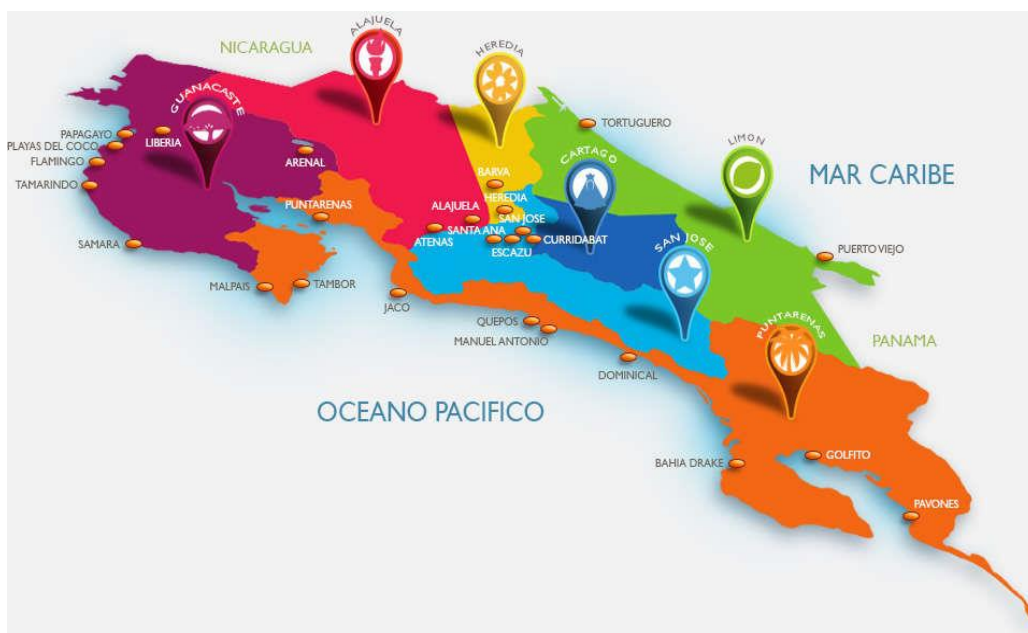 ALAJUELA
HEREDIA
NICARAGUA
GUANACASTE
TORTUGUERO
PAPAGAYO
LIBERIA
PLAYAS DEL COCO
ARENAL
CARTAGO
LIMON
FLAMINGO
BARVA
MAR CARIBE
TAMARINDO
HEREDIA
PUNTARENAS
ALAJUELA
SAN JOSE
SANTA ANA
ATENAS
CURRIDABAT
SAN JOSE
SAMARA
ESCAZU
PUERTO VIEJO
MALPAIS
TAMBOR
JACO
QUEPOS
PUNTARENAS
MANUEL ANTONIO
PANAMA
DOMINICAL
OCEANO PACIFICO
BAHIA DRAKE
GOLFITO
PAVONES